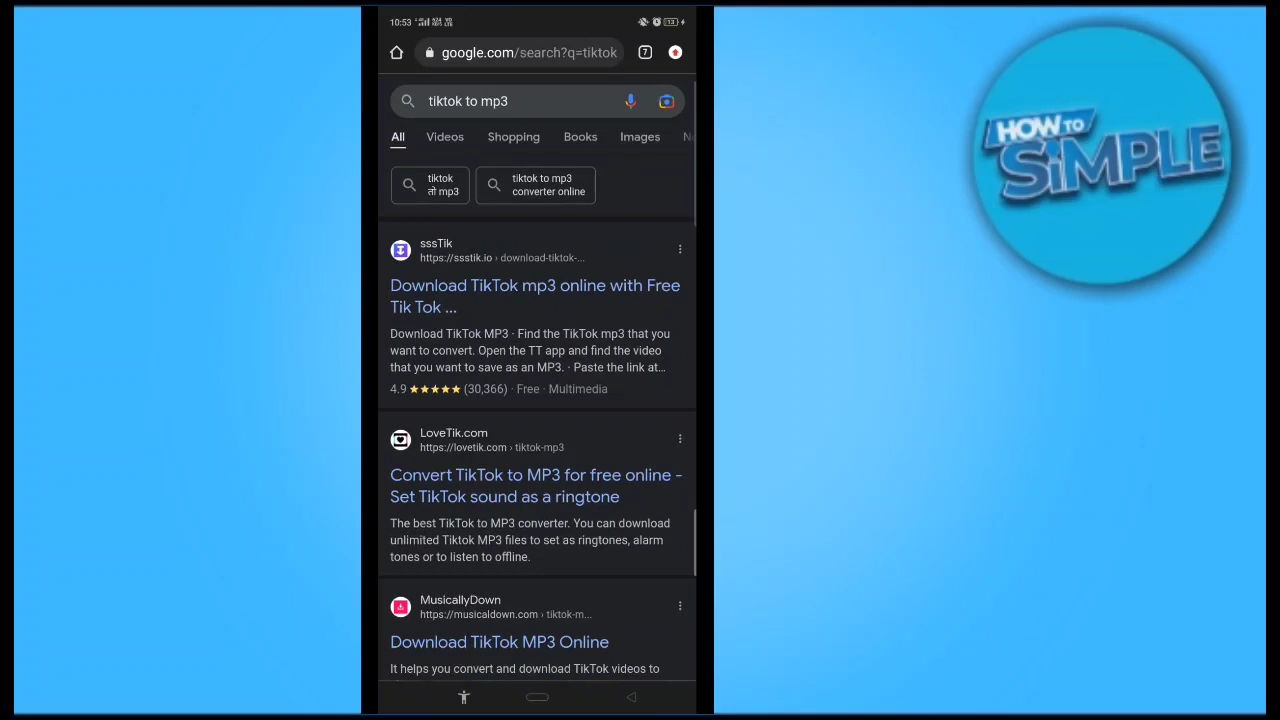 10:53
13
google.com/search?q=tiktok
7
tiktok to mp3
All
Videos
Shopping
Books
Images
N
tiktok
तो mp3
tiktok to mp3
converter online
sssTik
https://ssstik.io › download-tiktok-...
Download TikTok mp3 online with Free
Tik Tok ...
Download TikTok MP3 · Find the TikTok mp3 that you
want to convert. Open the TT app and find the video
that you want to save as an MP3. · Paste the link at...
4.9 ★★★★★ (30,366) · Free · Multimedia
LoveTik.com
https://lovetik.com › tiktok-mp3
Convert TikTok to MP3 for free online -
Set TikTok sound as a ringtone
The best TikTok to MP3 converter. You can download
unlimited Tiktok MP3 files to set as ringtones, alarm
tones or to listen to offline.
MusicallyDown
https://musicaldown.com › tiktok-m...
Download TikTok MP3 Online
It helps you convert and download TikTok videos to
HOW TO
SiMPLE